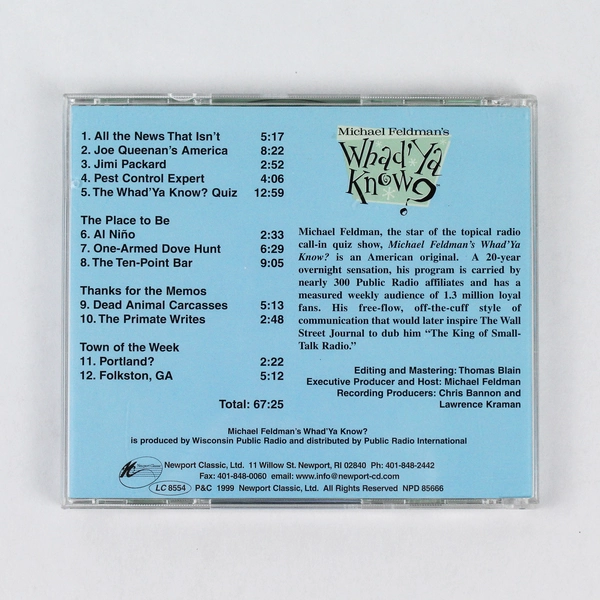 1. All the News That Isn't 5:17
2. Joe Queenan's America 8:22
3. Jimi Packard 2:52
4. Pest Control Expert 4:06
5. The Whad'Ya Know? Quiz 12:59
The Place to Be
6. Al Niño 2:33
7. One-Armed Dove Hunt 6:29
8. The Ten-Point Bar 9:05
Thanks for the Memos
9. Dead Animal Carcasses 5:13
10. The Primate Writes 2:48
Town of the Week
11. Portland? 2:22
12. Folkston, GA 5:12
Total: 67:25
Michael Feldman's
Whad'Ya
Know?
Michael Feldman, the star of the topical radio
call-in quiz show, Michael Feldman's Whad'Ya
Know? is an American original. A 20-year
overnight sensation, his program is carried by
nearly 300 Public Radio affiliates and has a
measured weekly audience of 1.3 million loyal
fans. His free-flow, off-the-cuff style of
communication that would later inspire The Wall
Street Journal to dub him "The King of Small-
Talk Radio."
Editing and Mastering: Thomas Blain
Executive Producer and Host: Michael Feldman
Recording Producers: Chris Bannon and
Lawrence Kraman
Michael Feldman's Whad'Ya Know?
is produced by Wisconsin Public Radio and distributed by Public Radio International
Newport Classic, Ltd. 11 Willow St. Newport, RI 02840 Ph: 401-848-2442
Fax: 401-848-0060 email: www.info@newport-cd.com
LC 8554 P&C 1999 Newport Classic, Ltd. All Rights Reserved NPD 85666